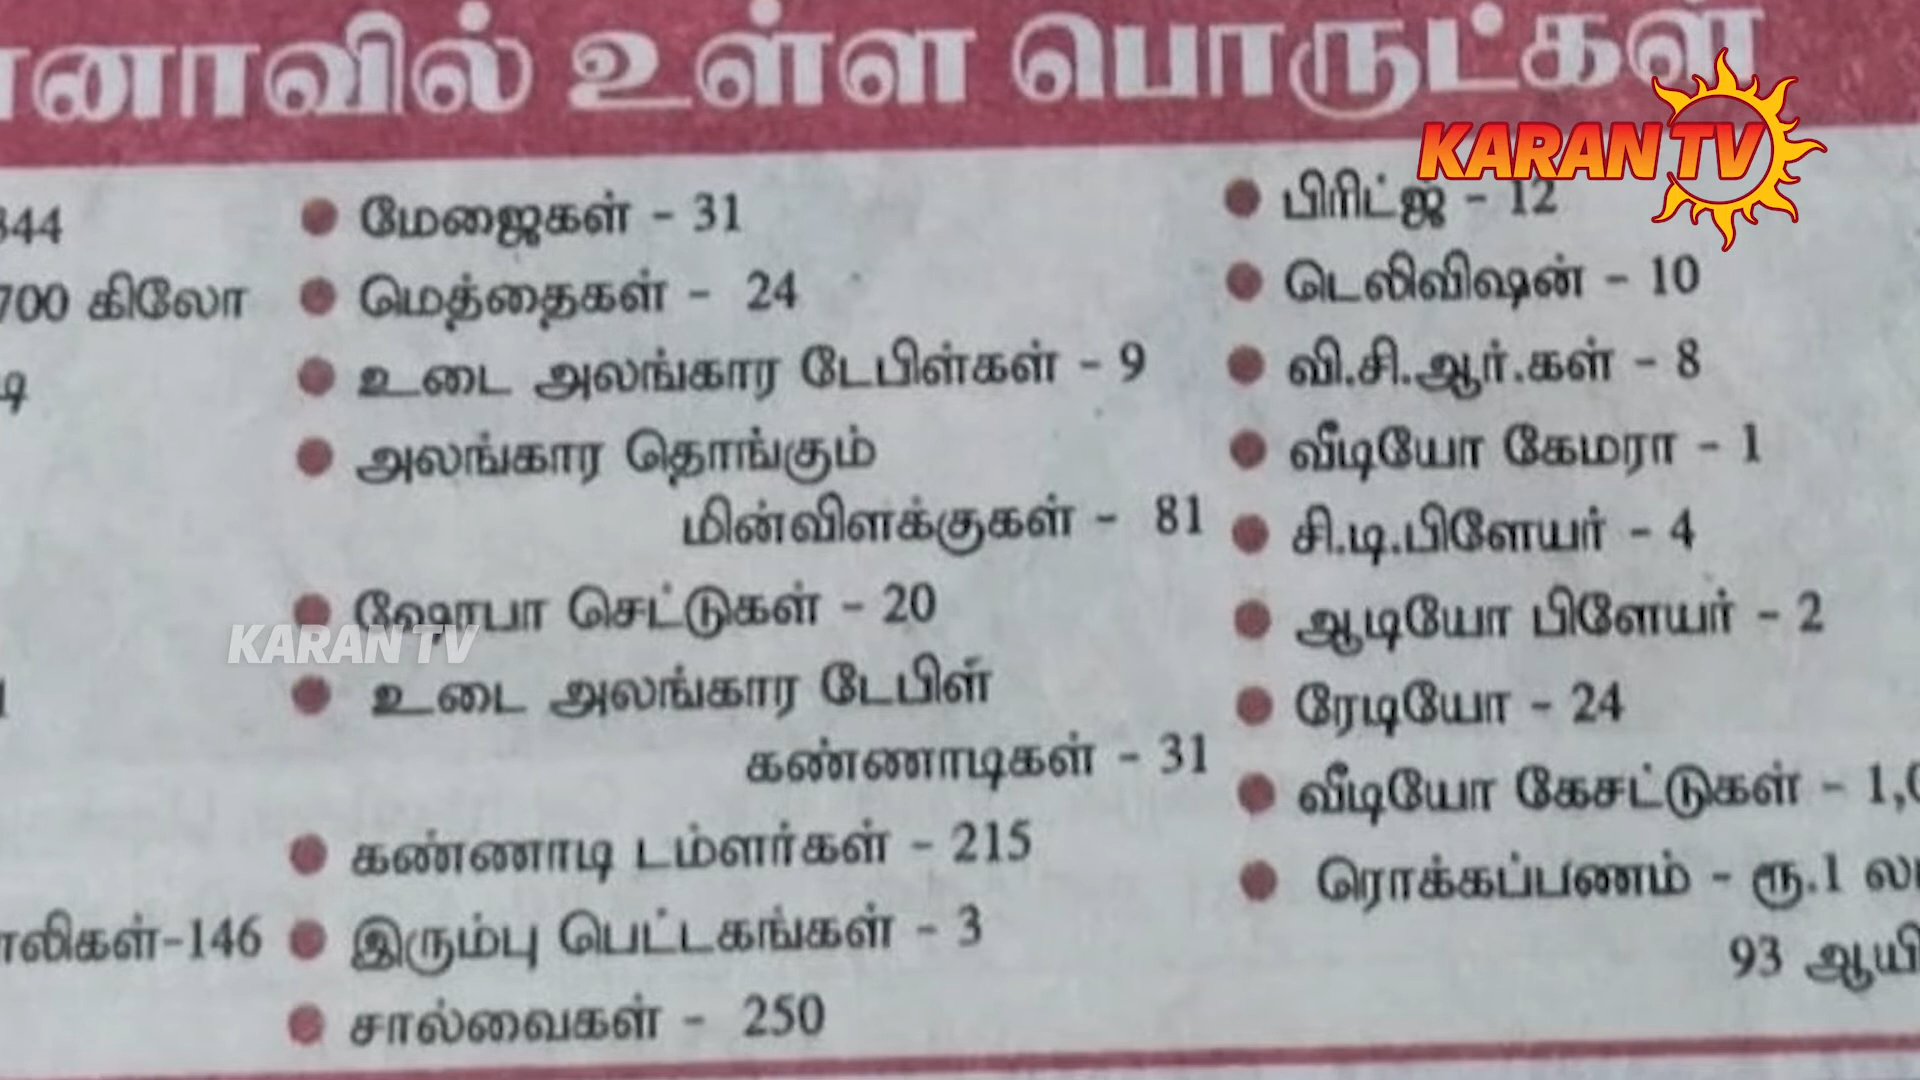 உள்ள பொருட்கள்
KARAN TV
344
700 கிலோ
146
மேஜைகள் - 31
மெத்தைகள் - 24
உடை அலங்கார டேபிள்கள் - 9
அலங்கார தொங்கும்
மின்விளக்குகள் - 81
ஷோபா செட்டுகள் - 20
KARAN TV
உடை அலங்கார டேபிள்
கண்ணாடிகள் - 31
கண்ணாடி டம்ளர்கள் - 215
இரும்பு பெட்டகங்கள் - 3
சால்வைகள் - 250
பிரிட்ஜ் - 12
டெலிவிஷன் - 10
வி.சி.ஆர்.கள் - 8
வீடியோ கேமரா - 1
சி.டி.பிளேயர் - 4
ஆடியோ பிளேயர் - 2
ரேடியோ - 24
வீடியோ கேசட்டுகள் -
ரொக்கப்பணம் - ரூ.1
93